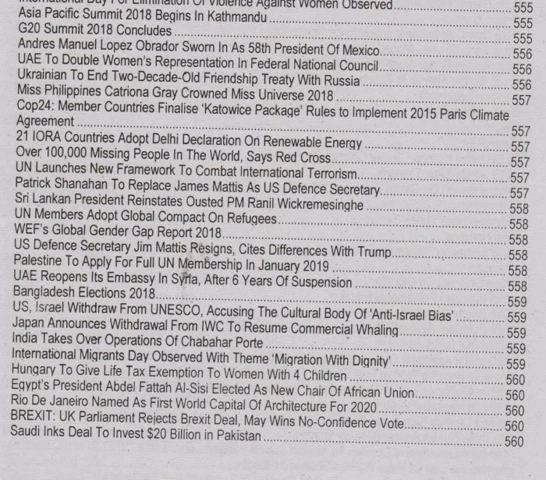 International Day For Elimination Of Violence Against Women Observed ..... 555
Asia Pacific Summit 2018 Begins In Kathmandu ..... 555
G20 Summit 2018 Concludes ..... 555
Andres Manuel Lopez Obrador Sworn In As 58th President Of Mexico ..... 556
UAE To Double Women's Representation In Federal National Council ..... 556
Ukrainian To End Two-Decade-Old Friendship Treaty With Russia ..... 556
Miss Philippines Catriona Gray Crowned Miss Universe 2018 ..... 557
Cop24: Member Countries Finalise 'Katowice Package' Rules to Implement 2015 Paris Climate
Agreement ..... 557
21 IORA Countries Adopt Delhi Declaration On Renewable Energy ..... 557
Over 100,000 Missing People In The World, Says Red Cross ..... 557
UN Launches New Framework To Combat International Terrorism ..... 557
Patrick Shanahan To Replace James Mattis As US Defence Secretary ..... 557
Sri Lankan President Reinstates Ousted PM Ranil Wickremesinghe ..... 558
UN Members Adopt Global Compact On Refugees ..... 558
WEF's Global Gender Gap Report 2018 ..... 558
US Defence Secretary Jim Mattis Resigns, Cites Differences With Trump ..... 558
Palestine To Apply For Full UN Membership In January 2019 ..... 558
UAE Reopens Its Embassy In Syria, After 6 Years Of Suspension ..... 558
Bangladesh Elections 2018 ..... 559
US, Israel Withdraw From UNESCO, Accusing The Cultural Body Of 'Anti-Israel Bias' ..... 559
Japan Announces Withdrawal From IWC To Resume Commercial Whaling ..... 559
India Takes Over Operations Of Chabahar Porte ..... 559
International Migrants Day Observed With Theme 'Migration With Dignity' ..... 559
Hungary To Give Life Tax Exemption To Women With 4 Children ..... 560
Egypt's President Abdel Fattah Al-Sisi Elected As New Chair Of African Union ..... 560
Rio De Janeiro Named As First World Capital Of Architecture For 2020 ..... 560
BREXIT: UK Parliament Rejects Brexit Deal, May Wins No-Confidence Vote ..... 560
Saudi Inks Deal To Invest $20 Billion in Pakistan ..... 560